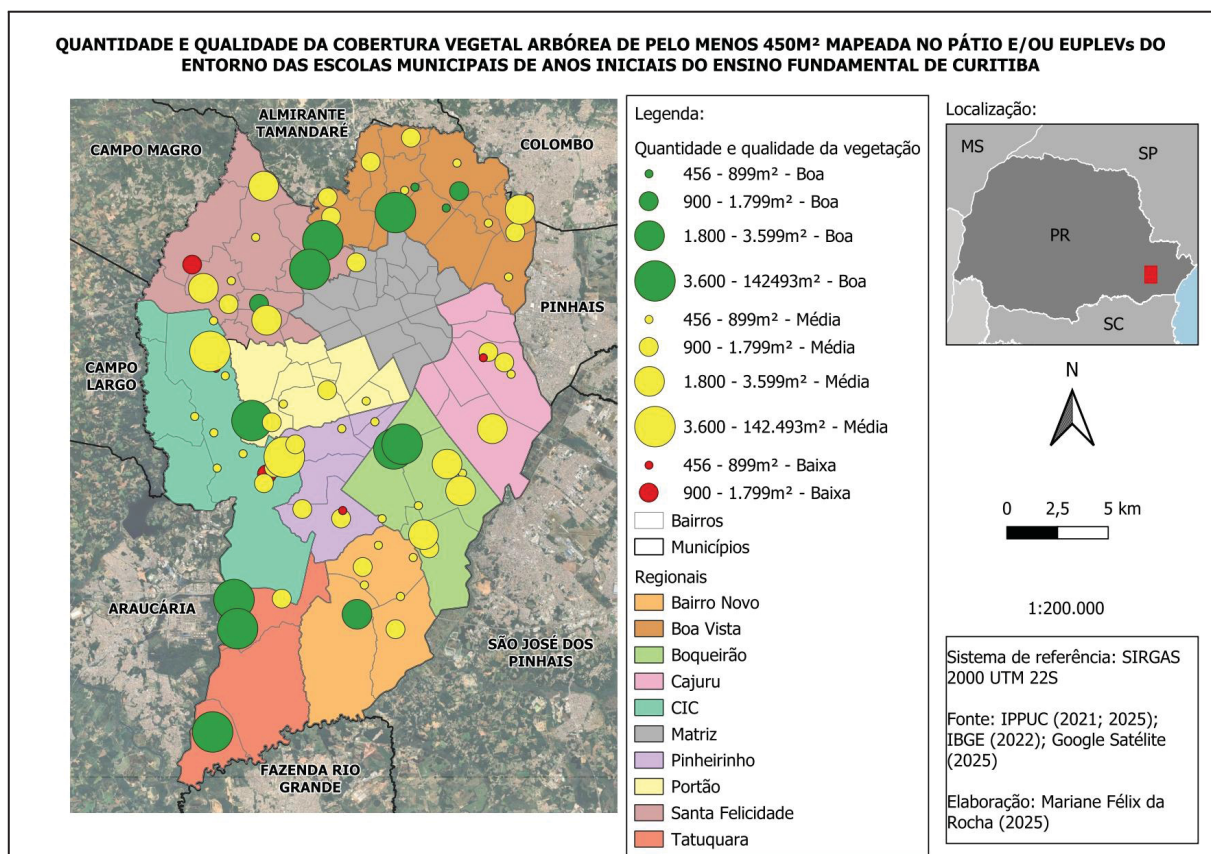 QUANTIDADE E QUALIDADE DA COBERTURA VEGETAL ARBÓREA DE PELO MENOS 450M² MAPEADA NO PÁTIO E/OU EUPLEVs DO
ENTORNO DAS ESCOLAS MUNICIPAIS DE ANOS INICIAIS DO ENSINO FUNDAMENTAL DE CURITIBA
ALMIRANTE
TAMANDARÉ
CAMPO MAGRO
COLOMBO
PINHAIS
CAMPO
LARGO
ARAUCÁRIA
SÃO JOSÉ DOS
PINHAIS
FAZENDA RIO
GRANDE
Legenda:
Quantidade e qualidade da vegetação
456 - 899m² - Boa
900 - 1.799m² - Boa
1.800 - 3.599m² - Boa
3.600 - 142493m² - Boa
456 - 899m² - Média
900 - 1.799m² - Média
1.800 - 3.599m² - Média
3.600 - 142.493m² - Média
456 - 899m² - Baixa
900 - 1.799m² - Baixa
Bairros
Municípios
Regionais
Bairro Novo
Boa Vista
Boqueirão
Cajuru
CIC
Matriz
Pinheirinho
Portão
Santa Felicidade
Tatuquara
Localização:
MS
SP
PR
SC
N
0 2,5 5 km
1:200.000
Sistema de referência: SIRGAS
2000 UTM 22S
Fonte: IPPUC (2021; 2025);
IBGE (2022); Google Satélite
(2025)
Elaboração: Mariane Félix da
Rocha (2025)